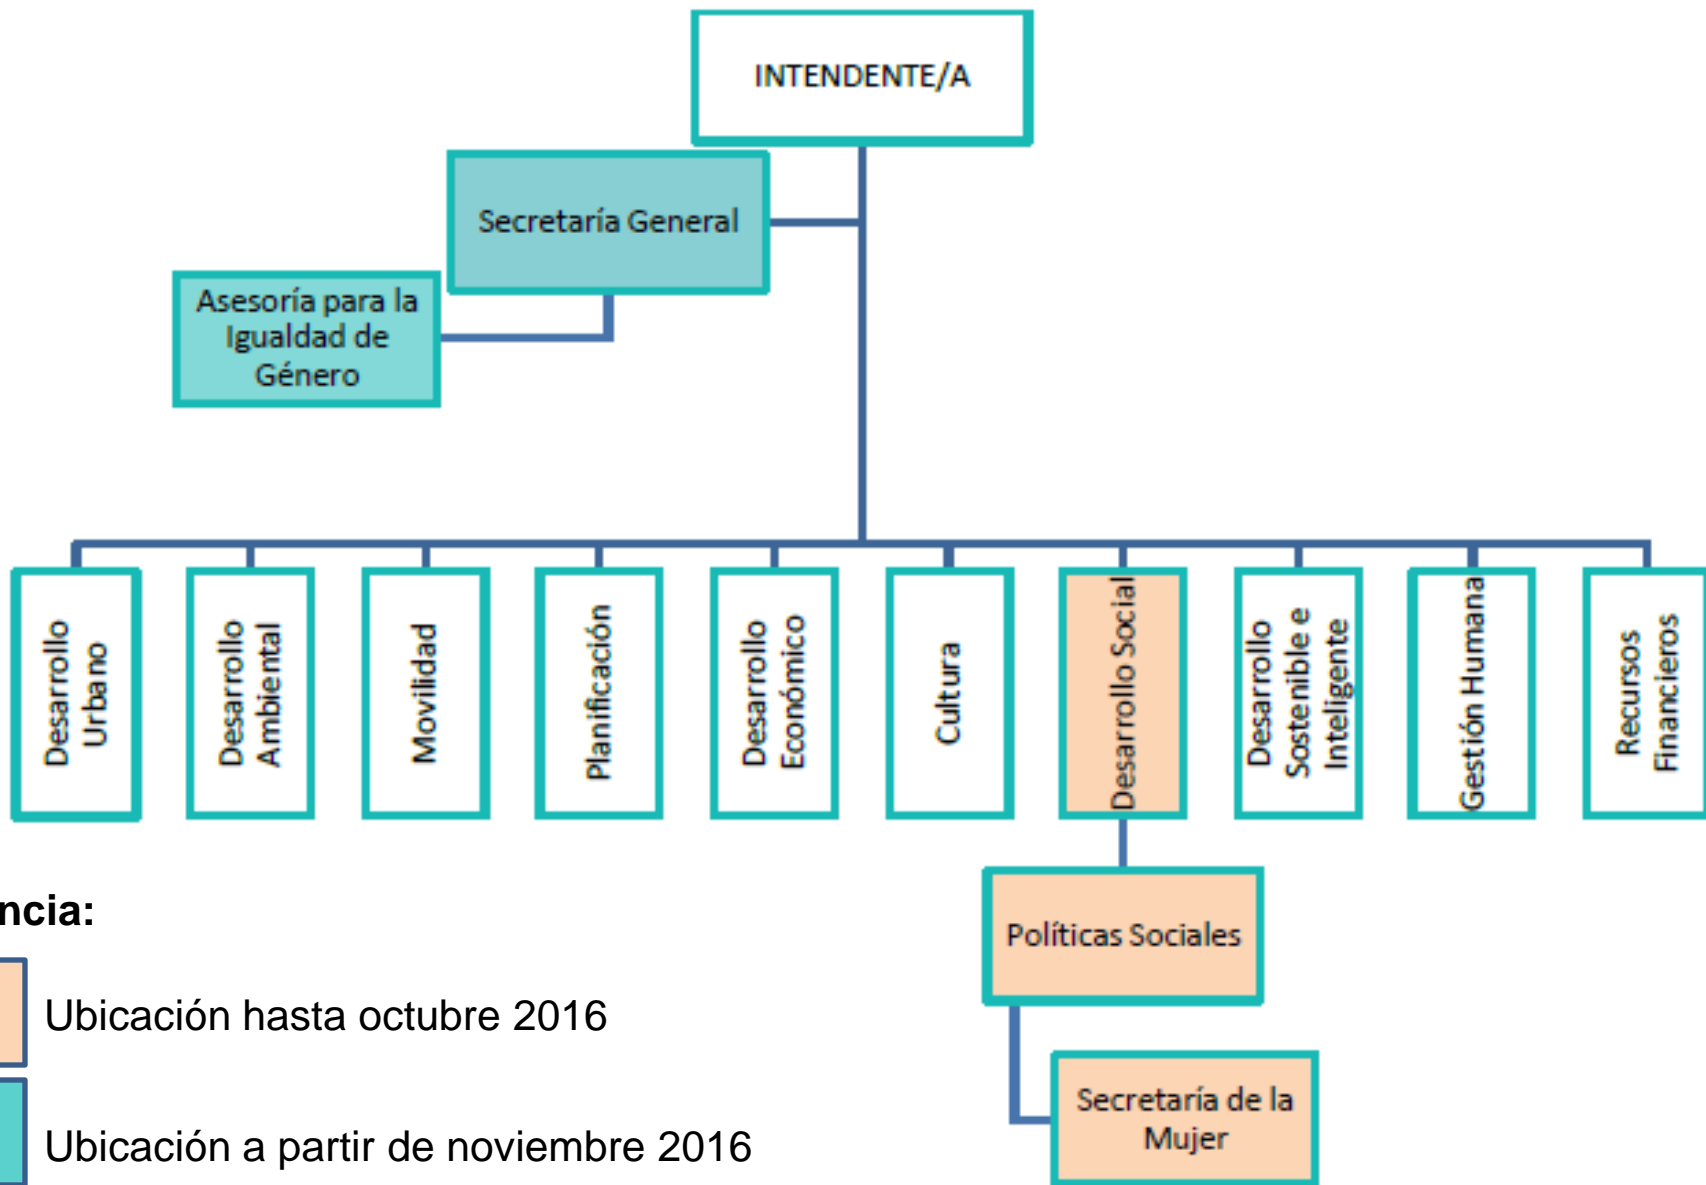 INTENDENTE/A
Secretaría General
Asesoría para la
Igualdad de
Género
Desarrollo
Urbano
Desarrollo
Ambiental
Movilidad
Planificación
Desarrollo
Económico
Cultura
Desarrollo Social
Desarrollo
Sostenible e
Inteligente
Gestión Humana
Recursos
Financieros
Políticas Sociales
Secretaría de la
Mujer
ncia:
Ubicación hasta octubre 2016
Ubicación a partir de noviembre 2016